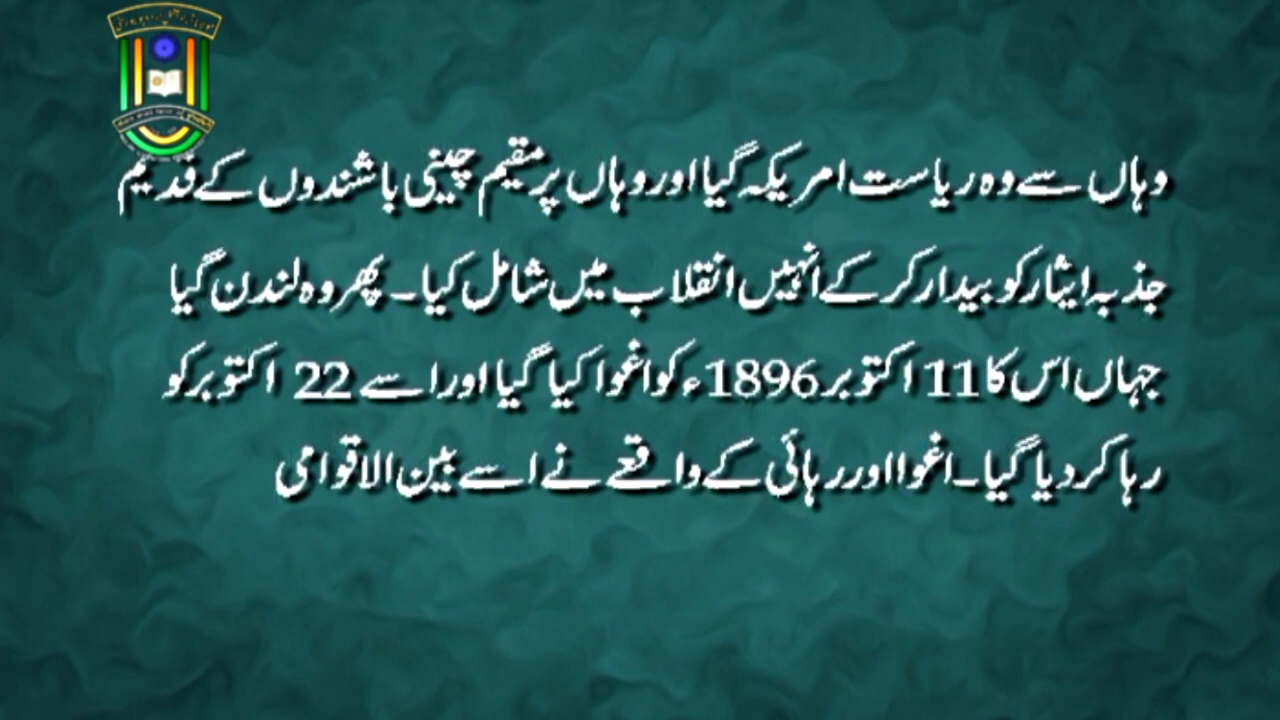 وہاں سے وہ ریاست امریکہ گیا اور وہاں پر مقیم چینی باشندوں کے قدیم
جذبہ ایثار کو بیدار کر کے انہیں انقلاب میں شامل کیا۔ پھر وہ لندن گیا
جہاں اس کا 11 اکتوبر 1896ء کو اغوا کیا گیا اور اسے 22 اکتوبر کو
رہا کر دیا گیا۔ اغوا اور رہائی کے واقعے نے اسے بین الاقوامی